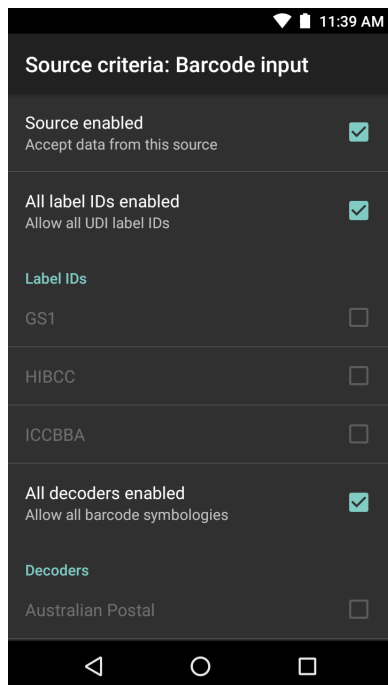 11:39 AM
Source criteria: Barcode input
Source enabled
Accept data from this source
All label IDs enabled
Allow all UDI label IDs
Label IDs
GS1
HIBCC
ICCBBA
All decoders enabled
Allow all barcode symbologies
Decoders
Australian Postal